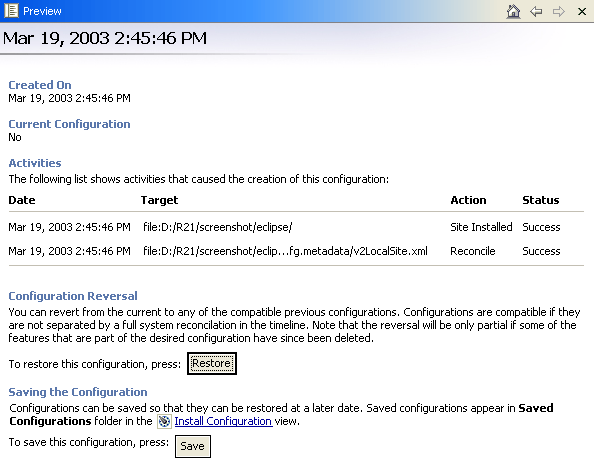 Preview
Mar 19, 2003 2:45:46 PM
Created On
Mar 19, 2003 2:45:46 PM
Current Configuration
No
Activities
The following list shows activities that caused the creation of this configuration:
Date Target Action Status
Mar 19, 2003 2:45:46 PM file:D:/R21/screenshot/eclipse/ Site Installed Success
Mar 19, 2003 2:45:46 PM file:D:/R21/screenshot/eclip...fg.metadata/v2LocalSite.xml Reconcile Success
Configuration Reversal
You can revert from the current to any of the compatible previous configurations. Configurations are compatible if they
are not separated by a full system reconcilation in the timeline. Note that the reversal will be only partial if some of the
features that are part of the desired configuration have since been deleted.
To restore this configuration, press: Restore
Saving the Configuration
Configurations can be saved so that they can be restored at a later date. Saved configurations appear in Saved
Configurations folder in the Install Configuration view.
To save this configuration, press: Save